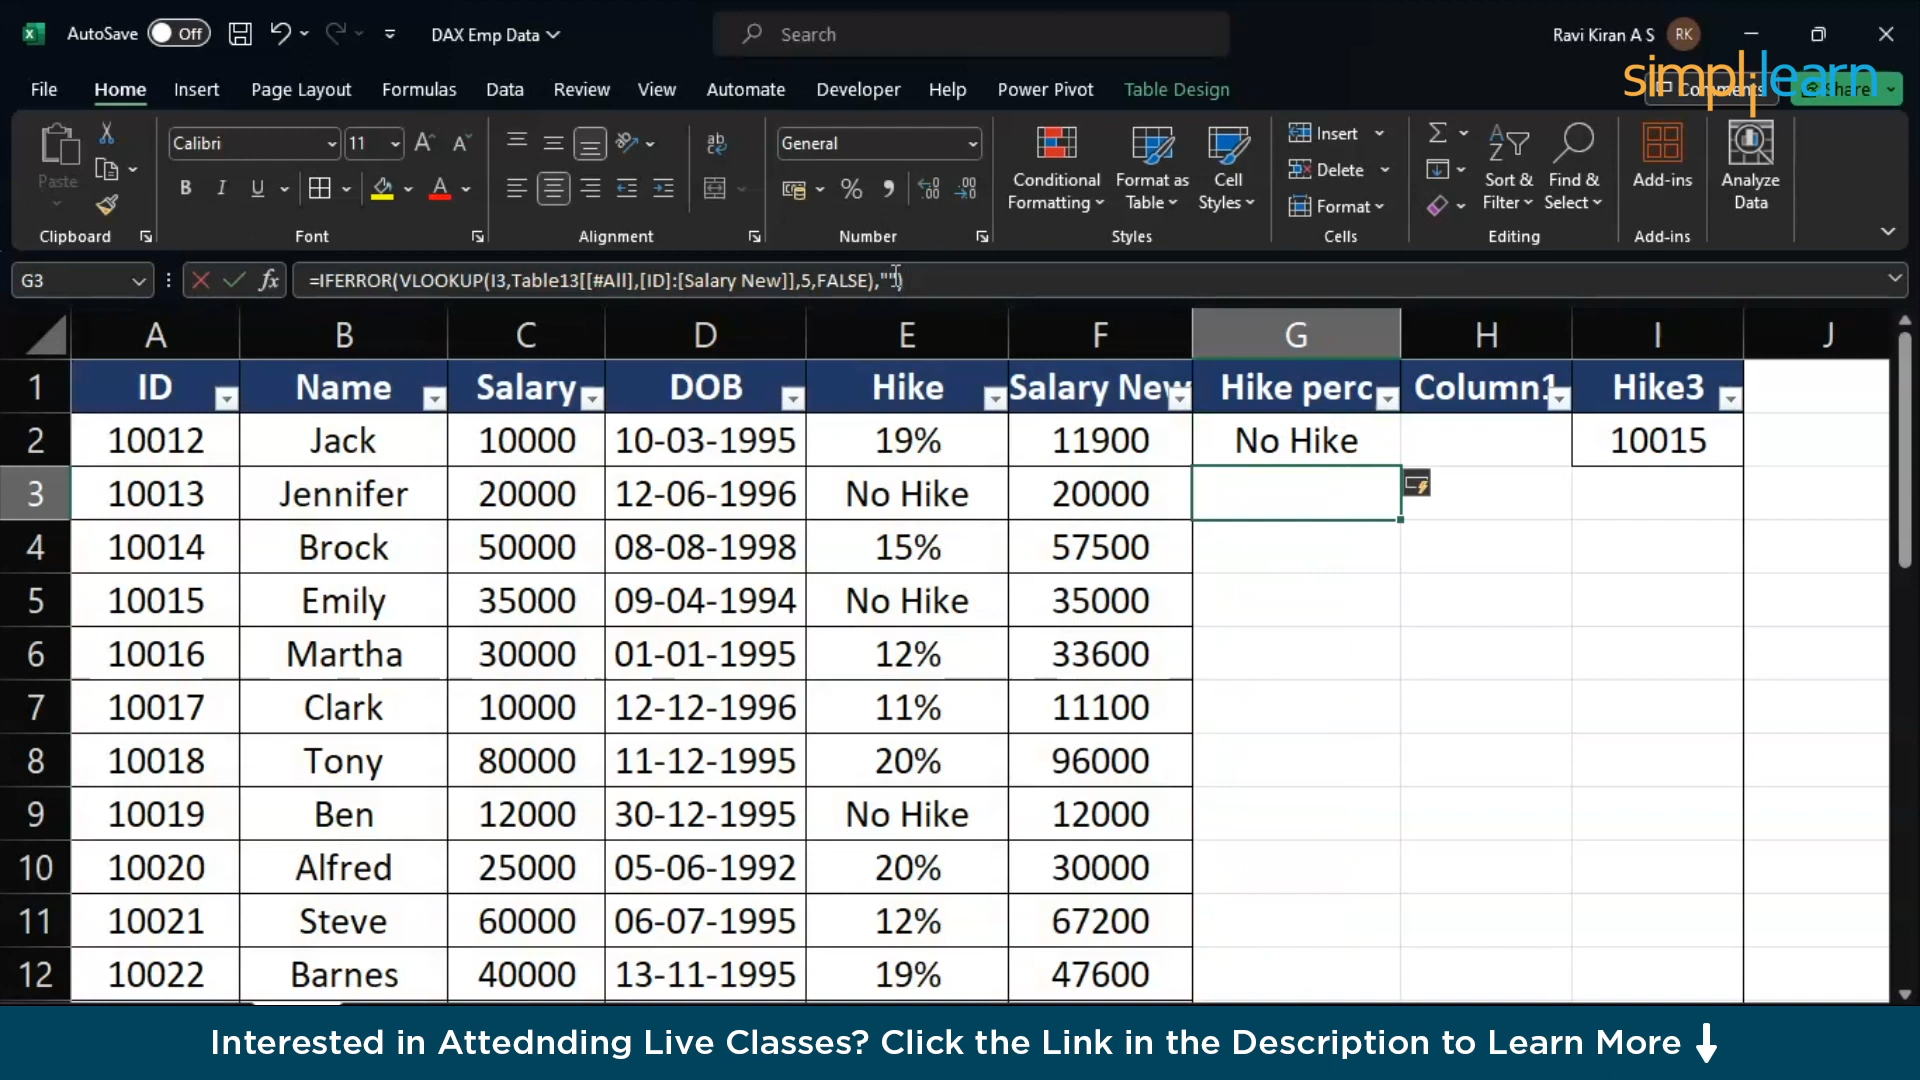 AutoSave Off DAX Emp Data Search Ravi Kiran A S RK
simplilearn
File Home Insert Page Layout Formulas Data Review View Automate Developer Help Power Pivot Table Design Comments Share
Paste Calibri 11 General Conditional Formatting Format as Table Cell Styles Insert Delete Format Sort & Filter Find & Select Add-ins Analyze Data
Clipboard Font Alignment Number Styles Cells Editing Add-ins
G3 fx =IFERROR(VLOOKUP(I3,Table13[[#All],[ID]:[Salary New]],5,FALSE),"")
A B C D E F G H I J
1 ID Name Salary DOB Hike Salary New Hike perc Column1 Hike3
2 10012 Jack 10000 10-03-1995 19% 11900 No Hike 10015
3 10013 Jennifer 20000 12-06-1996 No Hike 20000
4 10014 Brock 50000 08-08-1998 15% 57500
5 10015 Emily 35000 09-04-1994 No Hike 35000
6 10016 Martha 30000 01-01-1995 12% 33600
7 10017 Clark 10000 12-12-1996 11% 11100
8 10018 Tony 80000 11-12-1995 20% 96000
9 10019 Ben 12000 30-12-1995 No Hike 12000
10 10020 Alfred 25000 05-06-1992 20% 30000
11 10021 Steve 60000 06-07-1995 12% 67200
12 10022 Barnes 40000 13-11-1995 19% 47600
Interested in Attednding Live Classes? Click the Link in the Description to Learn More